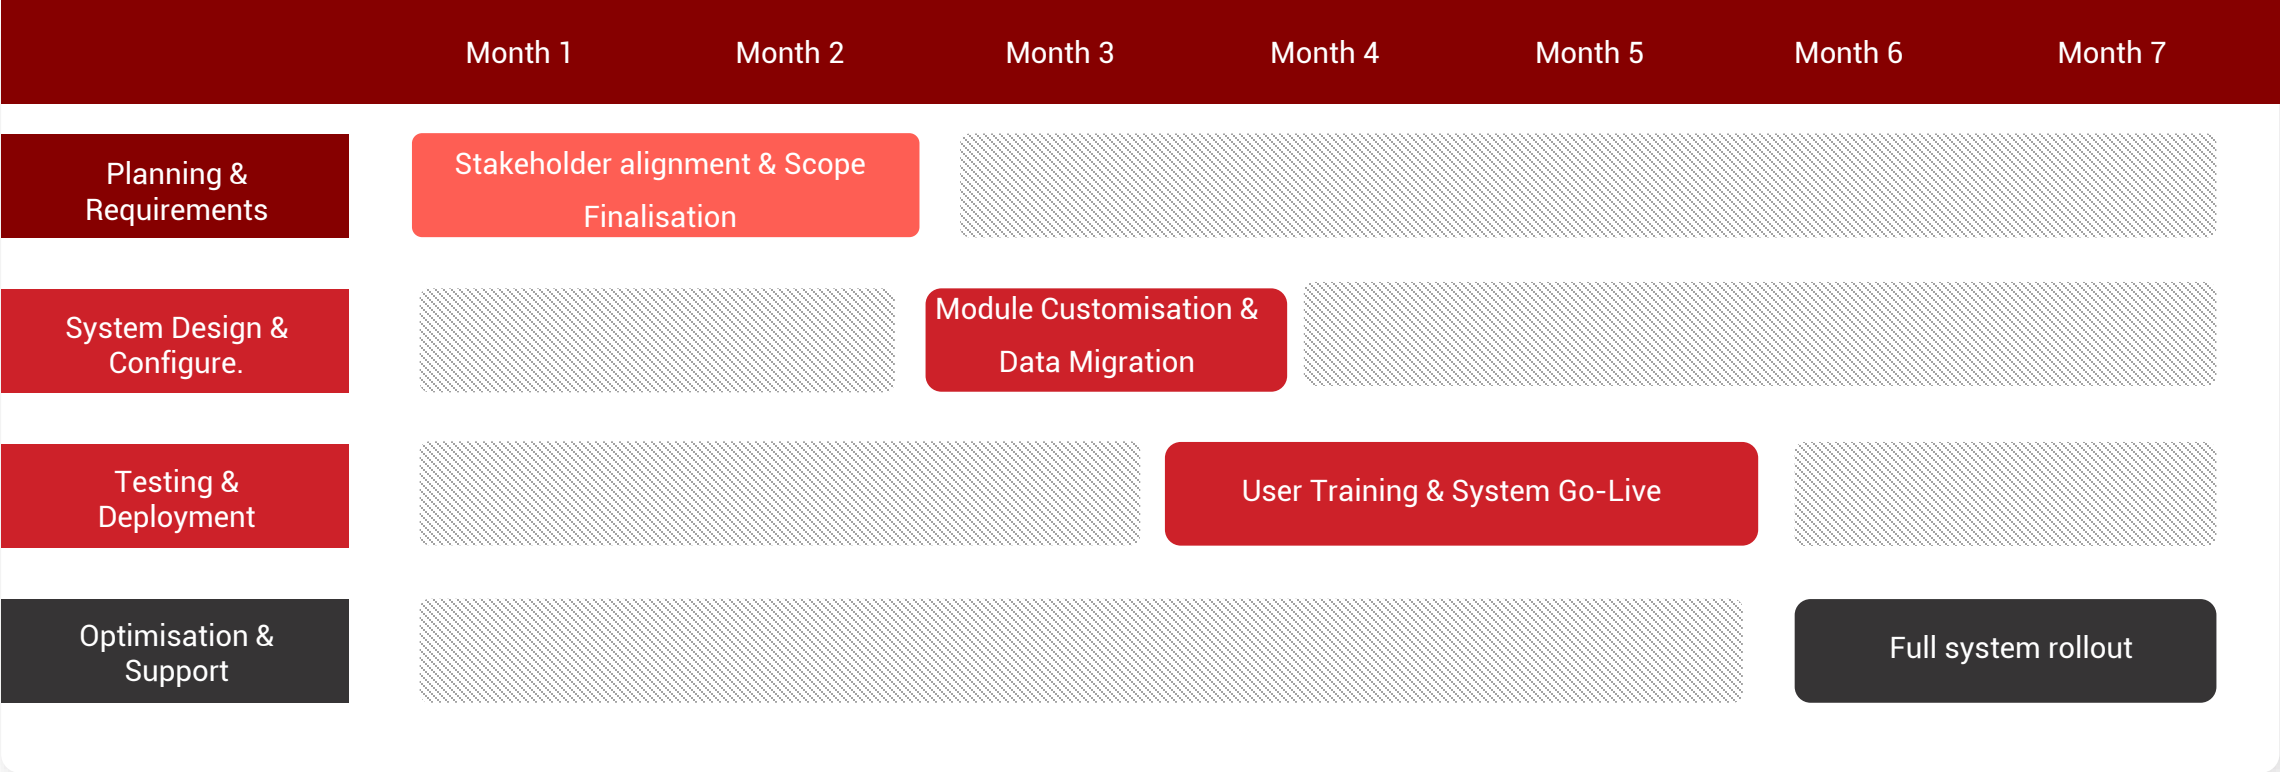 Month 1
Month 2
Month 3
Month 4
Month 5
Month 6
Month 7
Planning &
Requirements
Stakeholder alignment & Scope
Finalisation
System Design &
Configure.
Module Customisation &
Data Migration
Testing &
Deployment
User Training & System Go-Live
Optimisation &
Support
Full system rollout